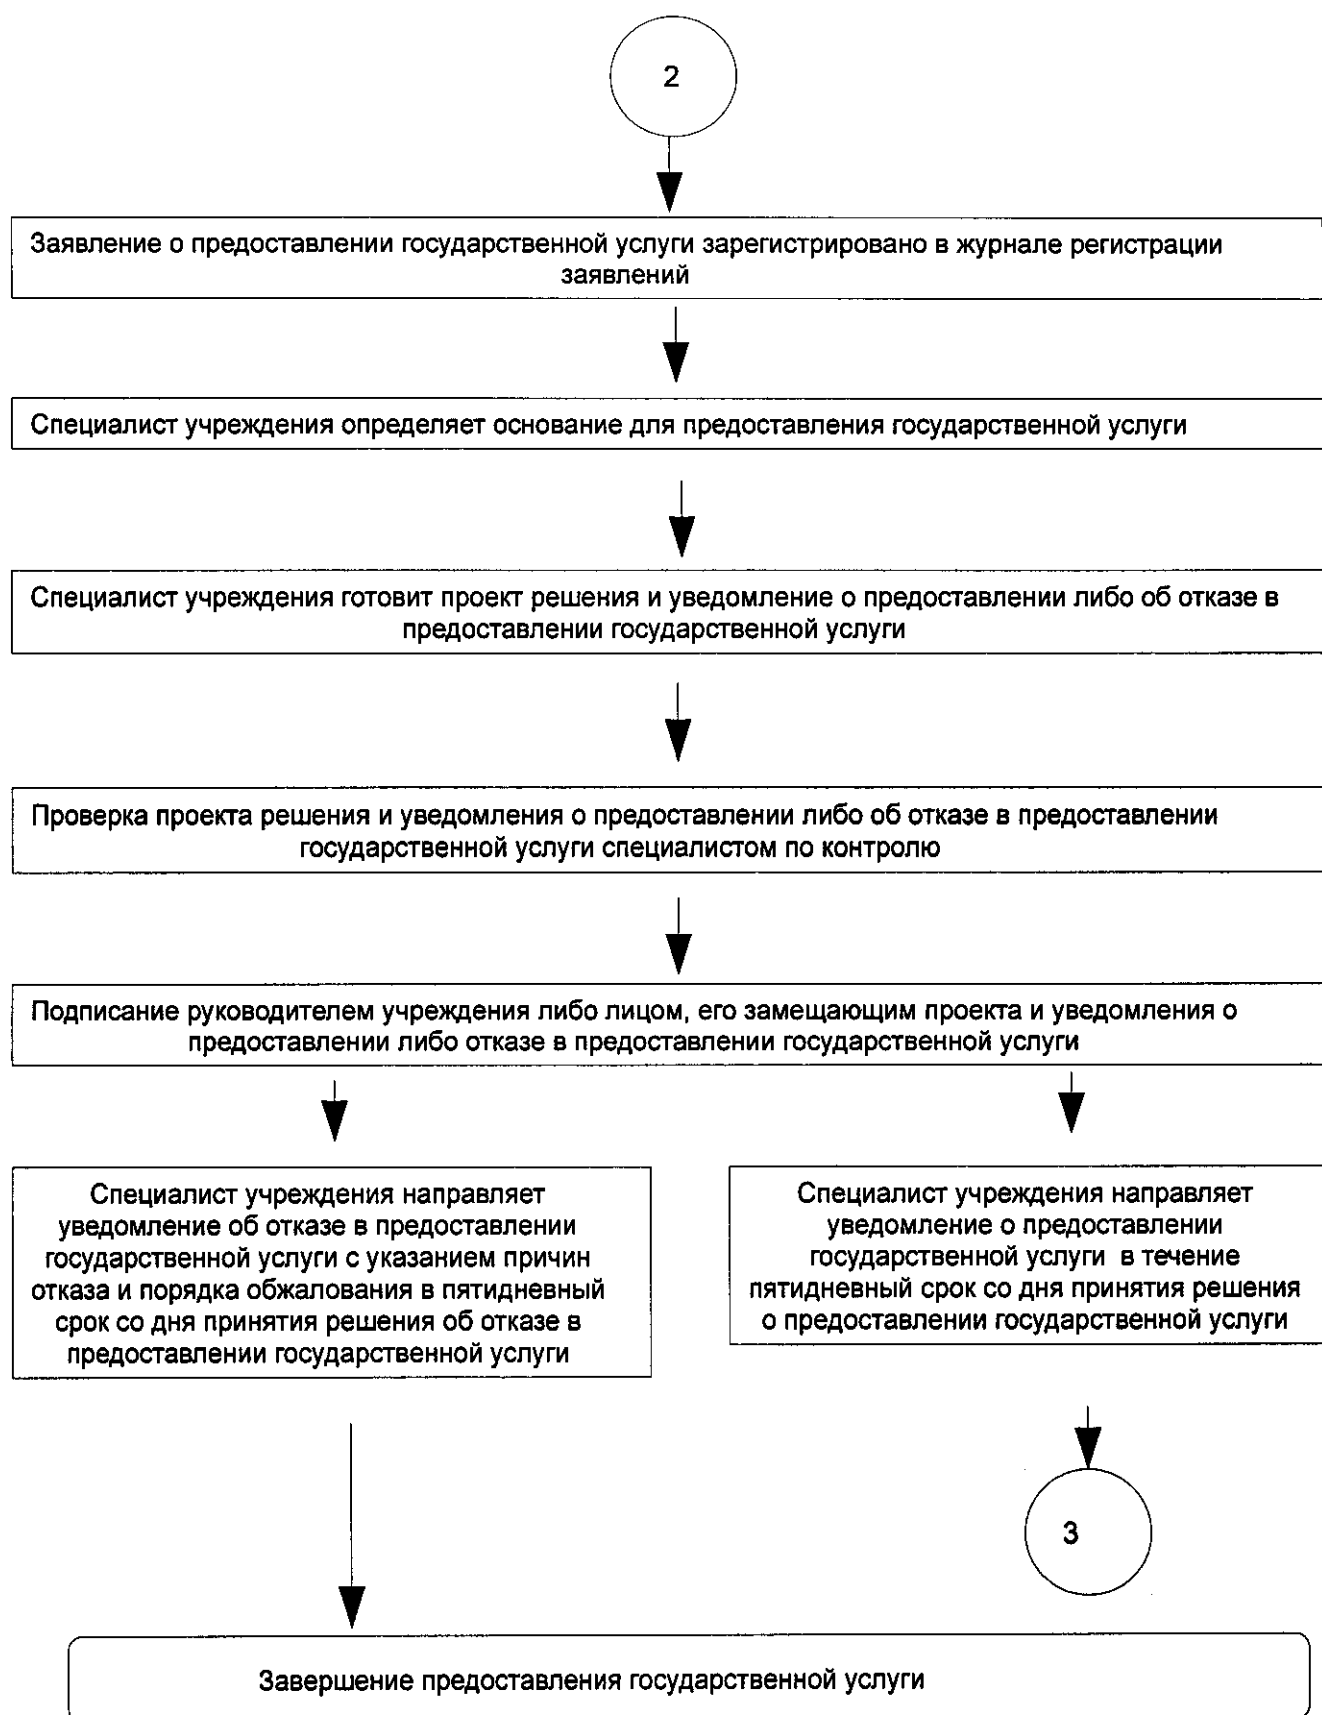 2
Заявление о предоставлении государственной услуги зарегистрировано в журнале регистрации
заявлений
Специалист учреждения определяет основание для предоставления государственной услуги
Специалист учреждения готовит проект решения и уведомление о предоставлении либо об отказе в
предоставлении государственной услуги
Проверка проекта решения и уведомления о предоставлении либо об отказе в предоставлении
государственной услуги специалистом по контролю
Подписание руководителем учреждения либо лицом, его замещающим проекта и уведомления о
предоставлении либо отказе в предоставлении государственной услуги
Специалист учреждения направляет
уведомление об отказе в предоставлении
государственной услуги с указанием причин
отказа и порядка обжалования в пятидневный
срок со дня принятия решения об отказе в
предоставлении государственной услуги
Специалист учреждения направляет
уведомление о предоставлении
государственной услуги в течение
пятидневный срок со дня принятия решения
о предоставлении государственной услуги
3
Завершение предоставления государственной услуги